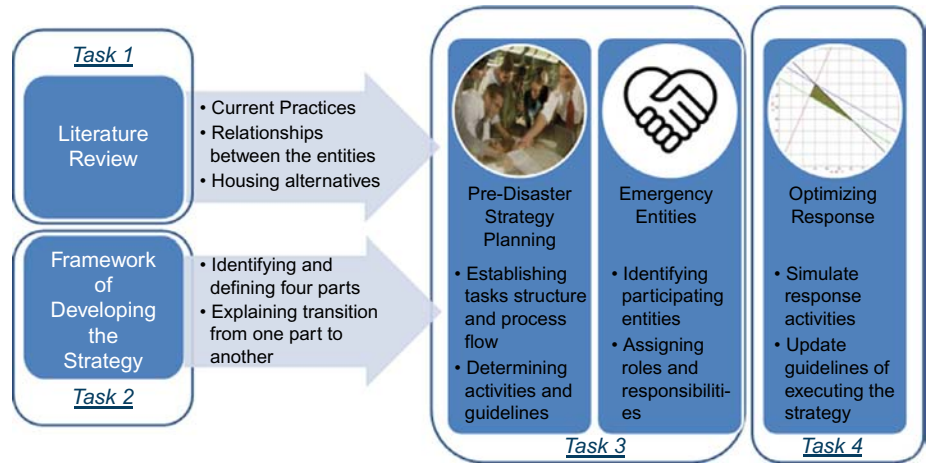 Task 1
Literature
Review
• Current Practices
• Relationships
between the entities
• Housing alternatives
Framework
of
Developing
the
Strategy
Task 2
• Identifying and
defining four parts
• Explaining transition
from one part to
another
Pre-Disaster
Strategy
Planning
• Establishing
tasks structure
and process
flow
• Determining
activities and
guidelines
Emergency
Entities
• Identifying
participating
entities
• Assigning
roles and
responsibiliti-
es
Task 3
Optimizing
Response
• Simulate
response
activities
• Update
guidelines of
executing the
strategy
Task 4